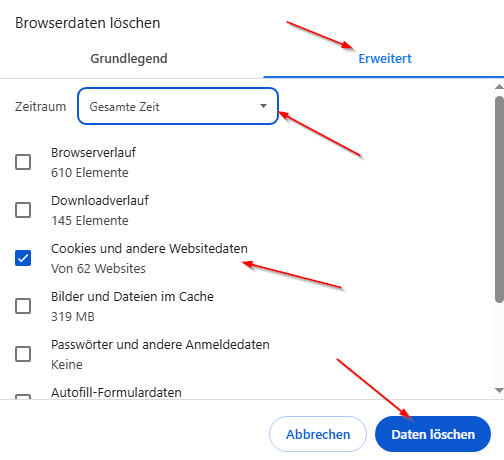 Browserdaten löschen
Grundlegend
Erweitert
Zeitraum
Gesamte Zeit
Browserverlauf
610 Elemente
Downloadverlauf
145 Elemente
Cookies und andere Websitedaten
Von 62 Websites
Bilder und Dateien im Cache
319 MB
Passwörter und andere Anmeldedaten
Keine
Autofill-Formulardaten
Abbrechen
Daten löschen